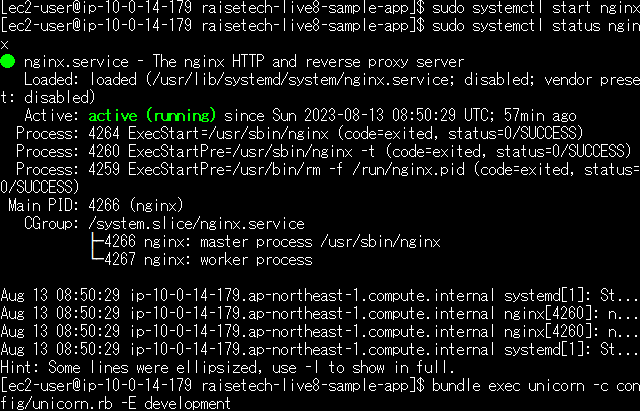 [ec2-user@ip-10-0-14-179 raisetech-live8-sample-app]$ sudo systemctl start nginx
[ec2-user@ip-10-0-14-179 raisetech-live8-sample-app]$ sudo systemctl status ngin
x
● nginx.service - The nginx HTTP and reverse proxy server
Loaded: loaded (/usr/lib/systemd/system/nginx.service; disabled; vendor prese
t: disabled)
Active: active (running) since Sun 2023-08-13 08:50:29 UTC; 57min ago
Process: 4264 ExecStart=/usr/sbin/nginx (code=exited, status=0/SUCCESS)
Process: 4260 ExecStartPre=/usr/sbin/nginx -t (code=exited, status=0/SUCCESS)
Process: 4259 ExecStartPre=/usr/bin/rm -f /run/nginx.pid (code=exited, status=
0/SUCCESS)
Main PID: 4266 (nginx)
CGroup: /system.slice/nginx.service
├─4266 nginx: master process /usr/sbin/nginx
└─4267 nginx: worker process
Aug 13 08:50:29 ip-10-0-14-179.ap-northeast-1.compute.internal systemd[1]: St...
Aug 13 08:50:29 ip-10-0-14-179.ap-northeast-1.compute.internal nginx[4260]: n...
Aug 13 08:50:29 ip-10-0-14-179.ap-northeast-1.compute.internal nginx[4260]: n...
Aug 13 08:50:29 ip-10-0-14-179.ap-northeast-1.compute.internal systemd[1]: St...
Hint: Some lines were ellipsized, use -l to show in full.
[ec2-user@ip-10-0-14-179 raisetech-live8-sample-app]$ bundle exec unicorn -c con
fig/unicorn.rb -E development